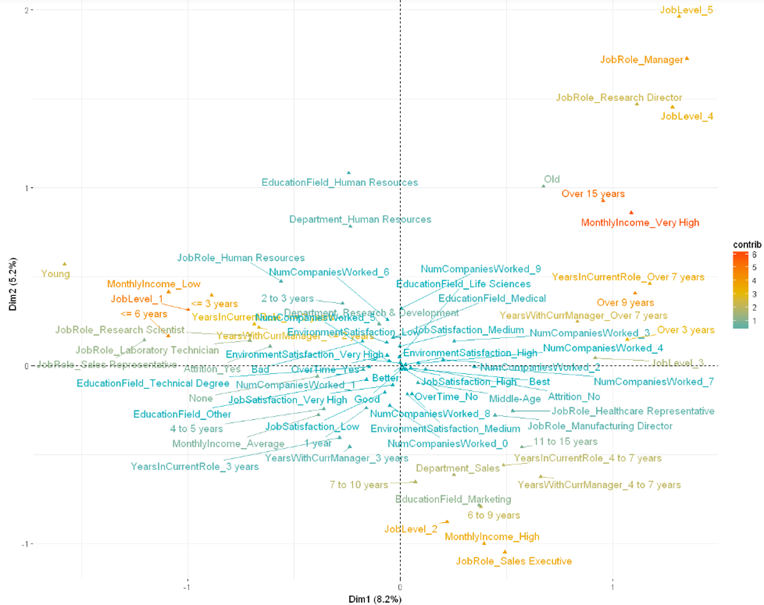 2
JobLevel_5
JobRole_Manager
JobRole_Research Director
JobLevel_4
1
EducationField_Human Resources
Old
Over 15 years
Department_Human Resources
MonthlyIncome_Very High
contrib
6
5
4
3
2
1
JobRole_Human Resources
NumCompaniesWorked_6
NumCompaniesWorked_9
Young
MonthlyIncome_Low
EducationField_Life Sciences
YearsInCurrentRole_Over 7 years
JobLevel_1
<= 3 years
2 to 3 years
EducationField_Medical
Over 9 years
<= 6 years
Department_Research & Development
YearsWithCurrManager_Over 7 years
JobRole_Research Scientist
EnvironmentSatisfaction_Low
JobSatisfaction_Medium
NumCompaniesWorked_3
Over 3 years
JobRole_Laboratory Technician
EnvironmentSatisfaction_Very High
EnvironmentSatisfaction_High
NumCompaniesWorked_4
0
JobRole_Sales Representative
Attrition_Yes
Bad
OverTime_Yes
NumCompaniesWorked_2
JobLevel_3
EducationField_Technical Degree
NumCompaniesWorked_1
Better
JobSatisfaction_High
Best
NumCompaniesWorked_7
None
JobSatisfaction_Very High
Good
OverTime_No
Middle-Age
Attrition_No
EducationField_Other
NumCompaniesWorked_8
JobRole_Healthcare Representative
4 to 5 years
JobSatisfaction_Low
EnvironmentSatisfaction_Medium
JobRole_Manufacturing Director
MonthlyIncome_Average
1 year
NumCompaniesWorked_0
11 to 15 years
YearsInCurrentRole_3 years
YearsWithCurrManager_3 years
YearsInCurrentRole_4 to 7 years
Department_Sales
7 to 10 years
YearsWithCurrManager_4 to 7 years
EducationField_Marketing
6 to 9 years
JobLevel_2
MonthlyIncome_High
-1
JobRole_Sales Executive
-1
0
1
Dim1 (8.2%)
Dim2 (5.2%)